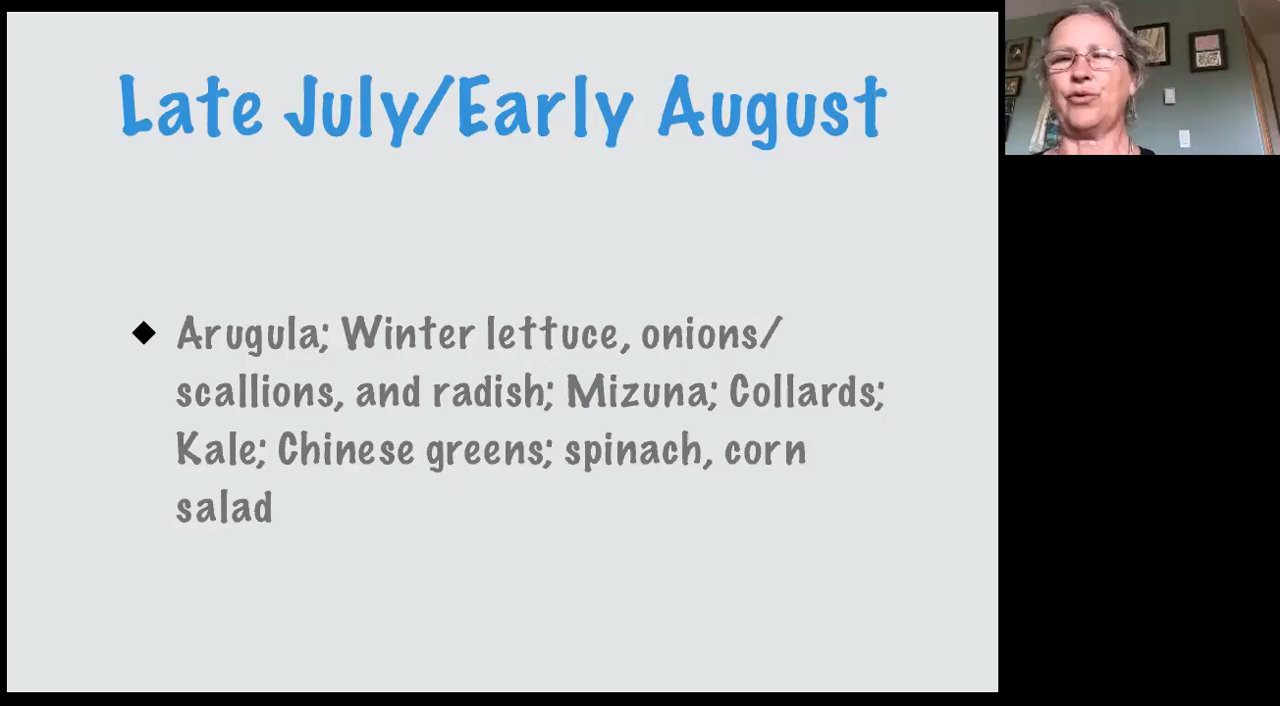 Late July/Early August
Arugula; Winter lettuce, onions/
scallions, and radish; Mizuna; Collards;
Kale; Chinese greens; spinach, corn
salad